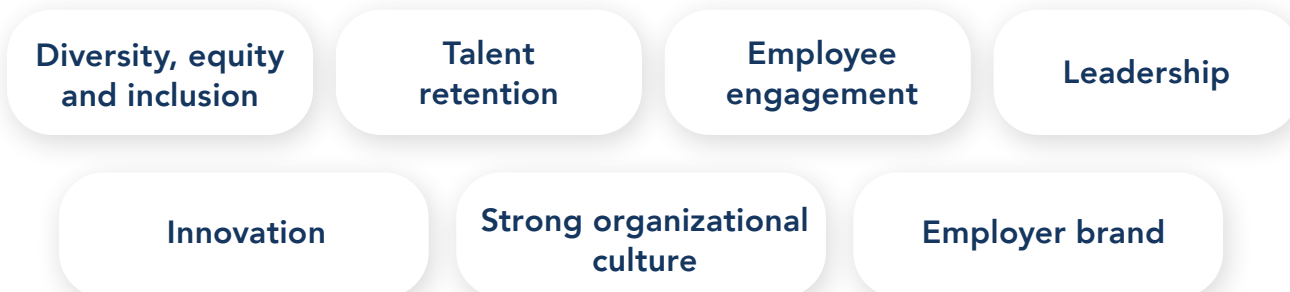 Diversity, equity
and inclusion
Talent
retention
Employee
engagement
Leadership
Innovation
Strong organizational
culture
Employer brand